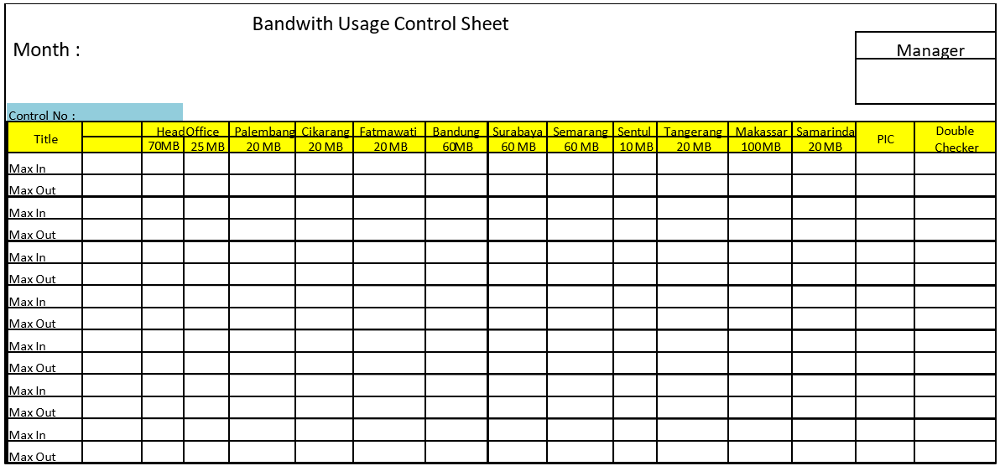 Bandwith Usage Control Sheet
Month :
Manager
Control No :
Title Head Office Palembang Cikarang Fatmawati Bandung Surabaya Semarang Sentul Tangerang Makassar Samarinda PIC Double Checker
70MB 25 MB 20 MB 20 MB 20 MB 60MB 60 MB 60 MB 10 MB 20 MB 100 MB 20 MB
Max In
Max Out
Max In
Max Out
Max In
Max Out
Max In
Max Out
Max In
Max Out
Max In
Max Out
Max In
Max Out